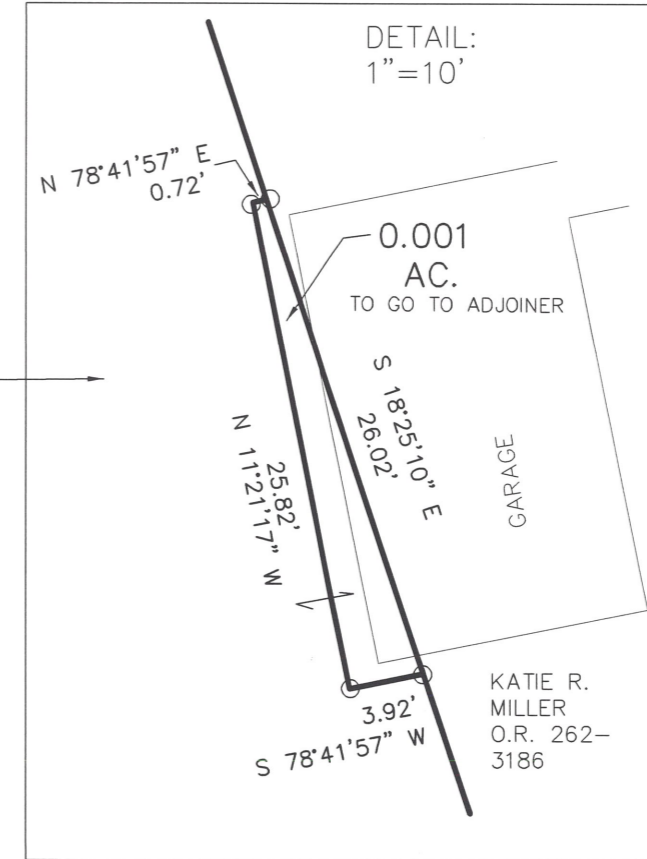 DETAIL:
1"=10'
N 78°41'57" E
0.72'
0.001
AC.
TO GO TO ADJOINER
S 18°25'10" E
26.02'
25.82'
N 11°21'17" W
GARAGE
3.92'
S 78°41'57" W
KATIE R.
MILLER
O.R. 262-
3186